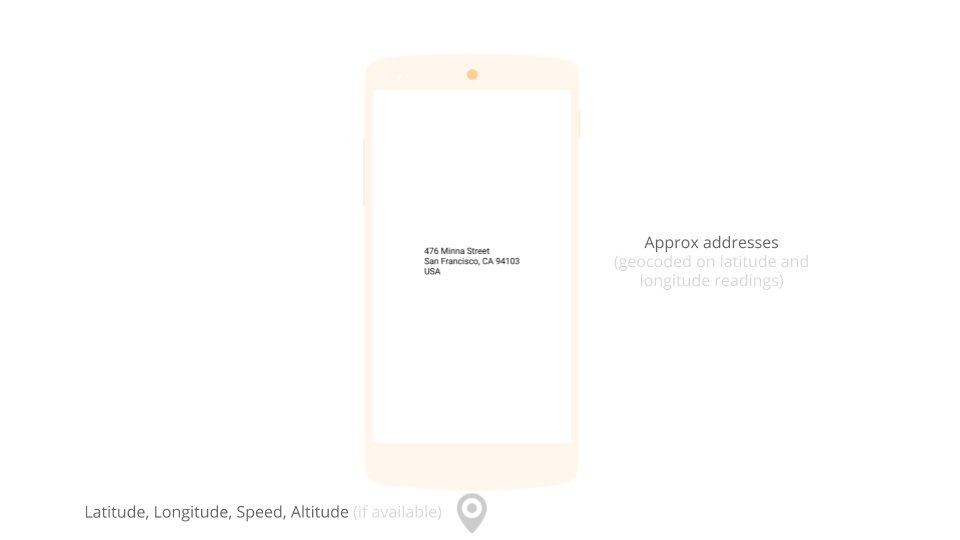 476 Minna Street
San Francisco, CA 94103
USA
Approx addresses
(geocoded on latitude and
longitude readings)
Latitude, Longitude, Speed, Altitude (if available)